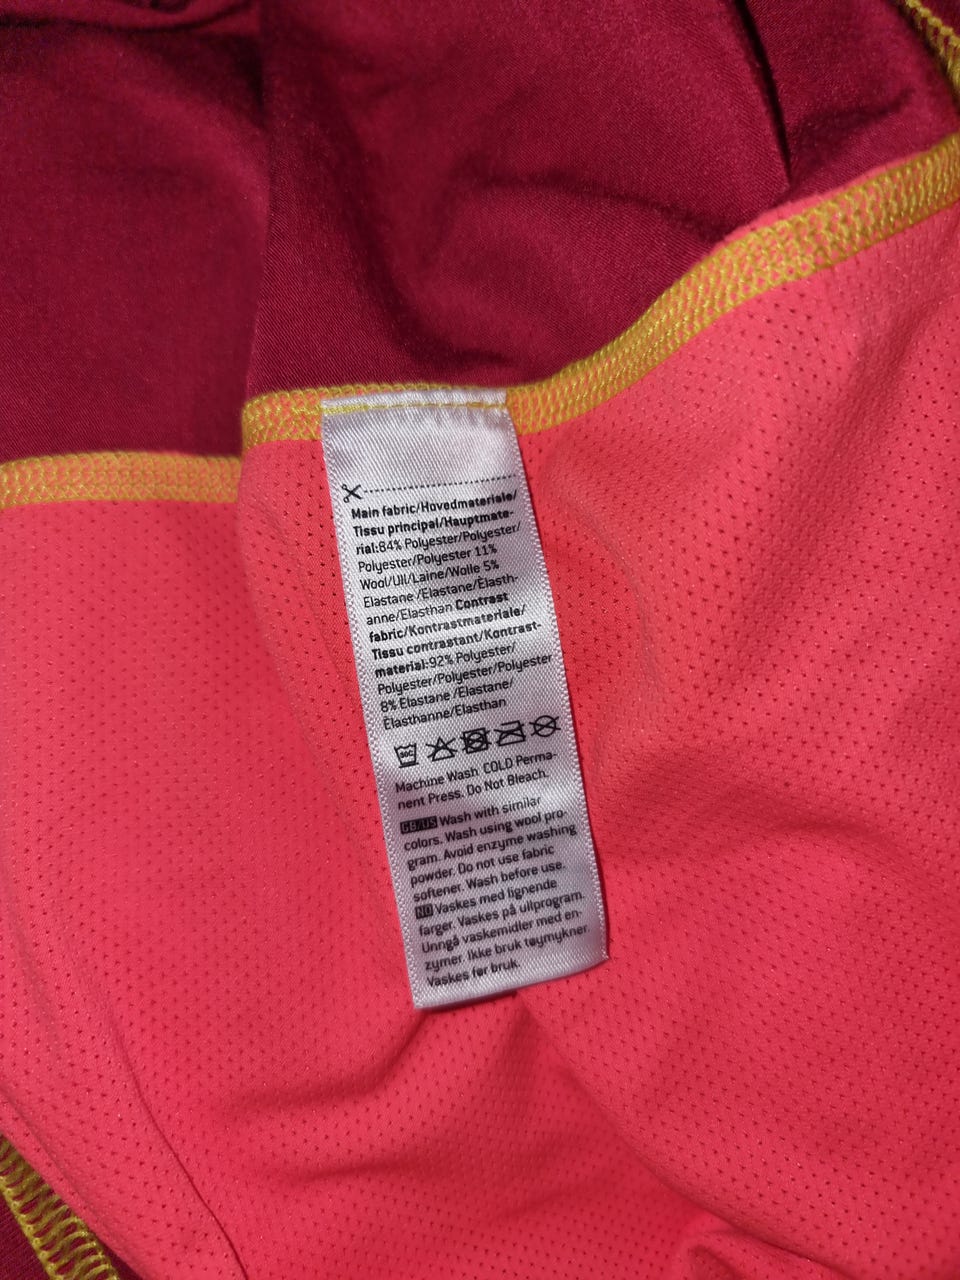 Main fabric/Hovedmateriale/
Tissu principal/Hauptmate-
rial:84% Polyester/Polyester/
Polyester/Polyester 11%
Wool/Ull/Laine/Wolle 5%
Elastane /Elastane/Élasth-
anne/Elasthan Contrast
fabric/Kontrastmateriale/
Tissu contrastant/Kontrast-
material:92% Polyester/
Polyester/Polyester/Polyester
8% Elastane /Elastane/
Élasthanne/Elasthan
Machine Wash COLD Perma-
nent Press. Do Not Bleach.
GB/US Wash with similar
colors. Wash using wool pro-
gram. Avoid enzyme washing
powder. Do not use fabric
softener. Wash before use.
NO Vaskes med lignende
farger. Vaskes på ullprogram.
Unngå vaskemidler med en-
zymer. Ikke bruk tøymykner.
Vaskes før bruk.